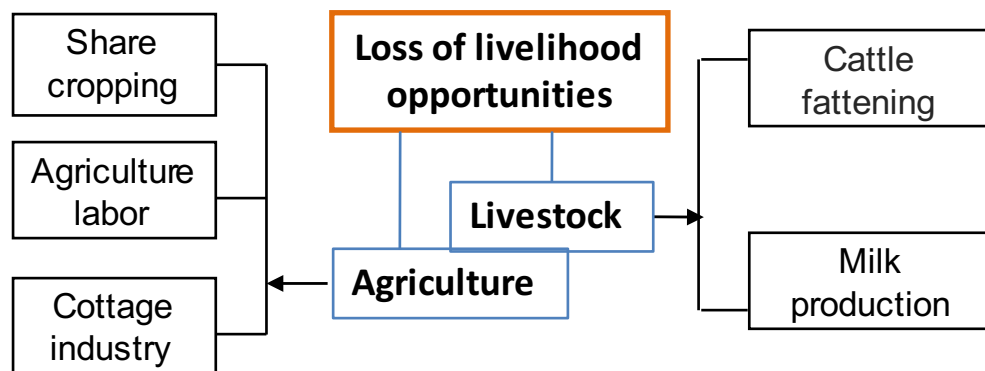 Share
cropping
Agriculture
labor
Cottage
industry
Loss of livelihood
opportunities
Livestock
Agriculture
Cattle
fattening
Milk
production